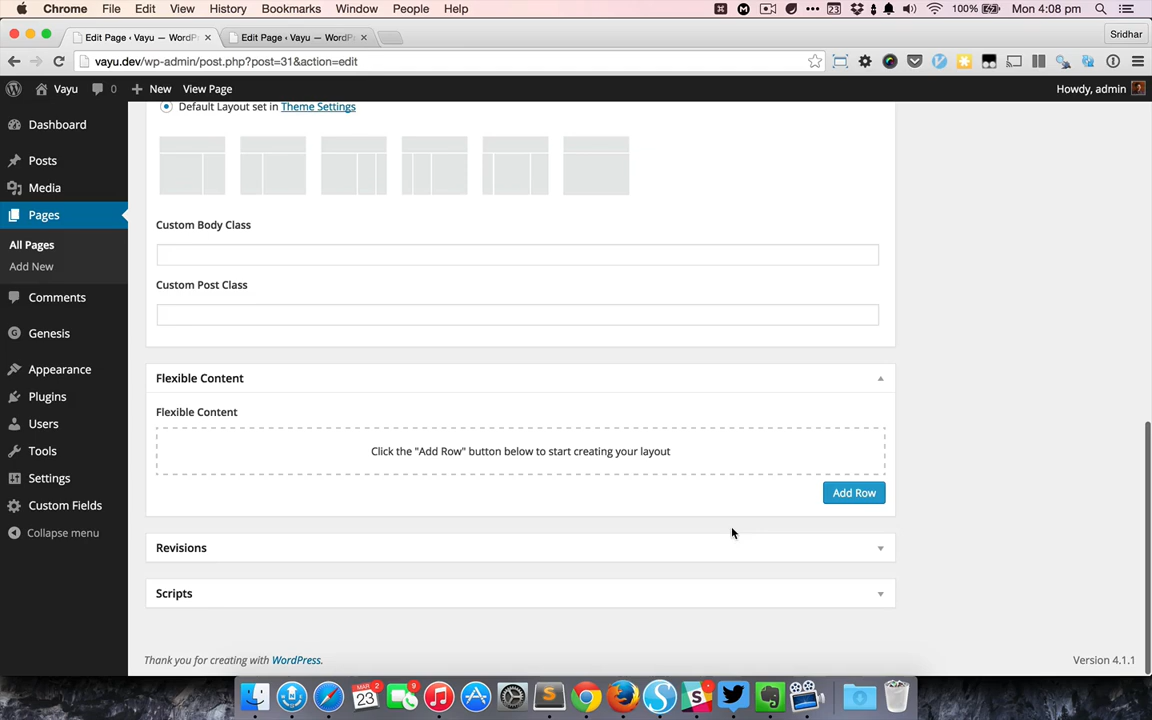 Chrome File Edit View History Bookmarks Window People Help 23 100% Mon 4:08 pm
Edit Page ‹ Vayu — WordP × Edit Page ‹ Vayu — WordP × Sridhar
vayu.dev/wp-admin/post.php?post=31&action=edit
Vayu 0 + New View Page Howdy, admin
Default Layout set in Theme Settings
Dashboard
Posts
Media
Pages
All Pages
Add New
Comments
Genesis
Appearance
Plugins
Users
Tools
Settings
Custom Fields
Collapse menu
Custom Body Class
Custom Post Class
Flexible Content
Flexible Content
Click the "Add Row" button below to start creating your layout
Add Row
Revisions
Scripts
Thank you for creating with WordPress. Version 4.1.1
MAR 2
23
9